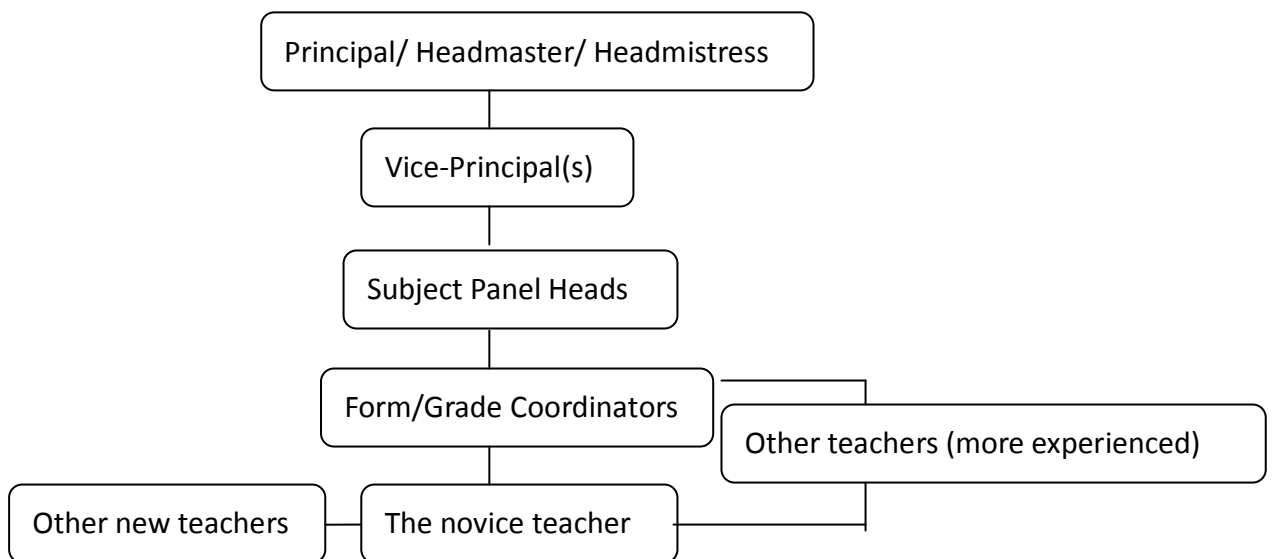 Principal/ Headmaster/ Headmistress
Vice-Principal(s)
Subject Panel Heads
Form/Grade Coordinators
Other teachers (more experienced)
Other new teachers
The novice teacher